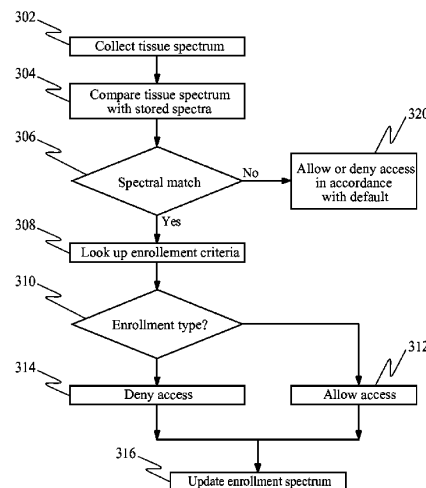 302
Collect tissue spectrum
304
Compare tissue spectrum
with stored spectra
306
Spectral match
No
320
Allow or deny access
in accordance
with default
Yes
308
Look up enrollement criteria
310
Enrollment type?
314
Deny access
312
Allow access
316
Update enrollment spectrum